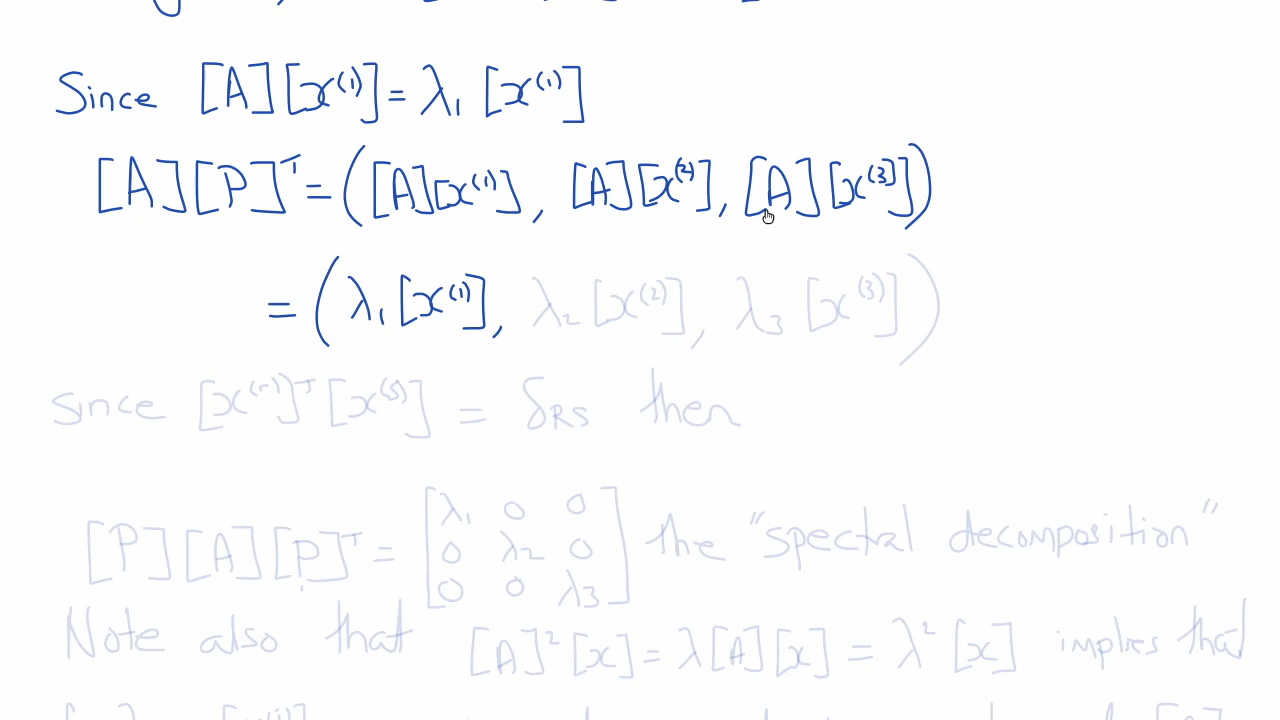 Since [A][x⁽¹⁾] = λ₁ [x⁽¹⁾]
[A][P]ᵀ = ([A][x⁽¹⁾], [A][x⁽²⁾], [A][x⁽³⁾])
= (λ₁[x⁽¹⁾], λ₂[x⁽²⁾], λ₃[x⁽³⁾])
since [x⁽ʳ⁾]ᵀ[x⁽ˢ⁾] = δRS then
[P][A][P]ᵀ = [λ₁ 0 0 the "spectral decomposition"
0 λ₂ 0
0 0 λ₃]
Note also that [A]²[x] = λ[A][x] = λ²[x] implies that